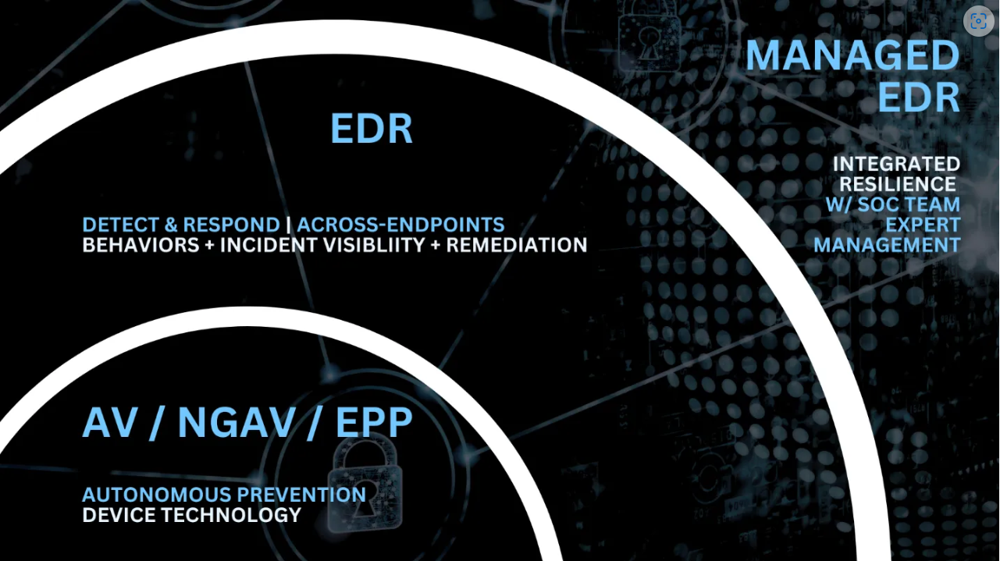 MANAGED
EDR
INTEGRATED
RESILIENCE
W/ SOC TEAM
EXPERT
MANAGEMENT
EDR
DETECT & RESPOND | ACROSS-ENDPOINTS
BEHAVIORS + INCIDENT VISIBLIITY + REMEDIATION
AV / NGAV / EPP
AUTONOMOUS PREVENTION
DEVICE TECHNOLOGY